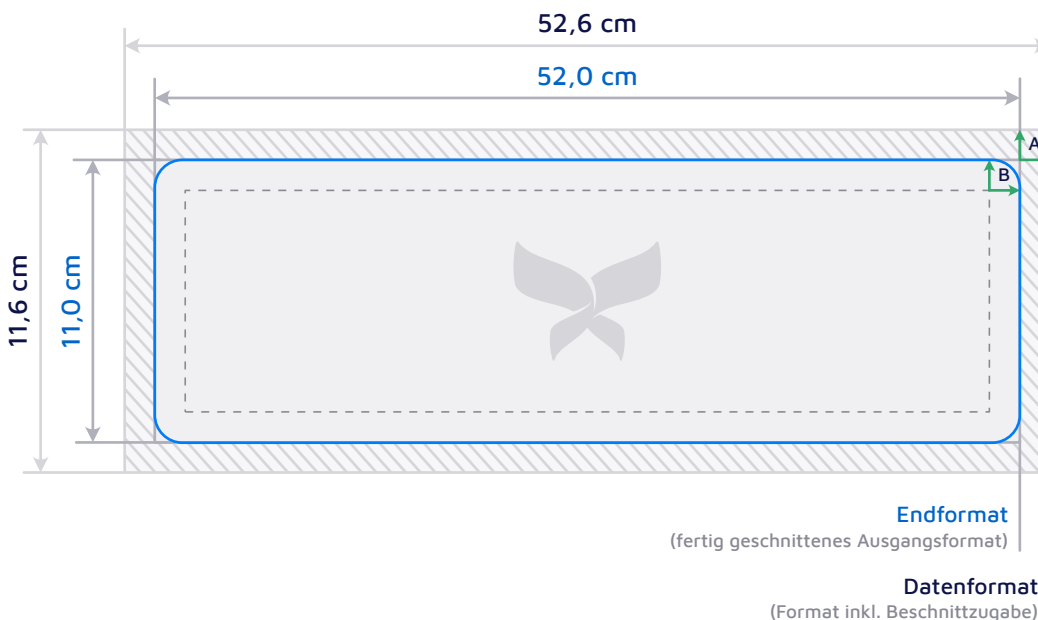 52,6 cm
52,0 cm
A
B
11,6 cm
11,0 cm
Endformat
(fertig geschnittenes Ausgangsformat)
Datenformat
(Format inkl. Beschnittzugabe)